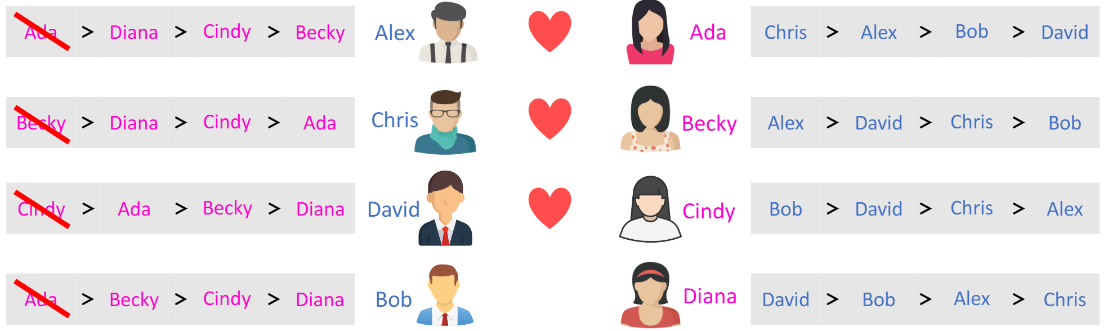 Ada > Diana > Cindy > Becky Alex Ada Chris > Alex > Bob > David
Becky > Diana > Cindy > Ada Chris Becky Alex > David > Chris > Bob
Cindy > Ada > Becky > Diana David Cindy Bob > David > Chris > Alex
Ada > Becky > Cindy > Diana Bob Diana David > Bob > Alex > Chris